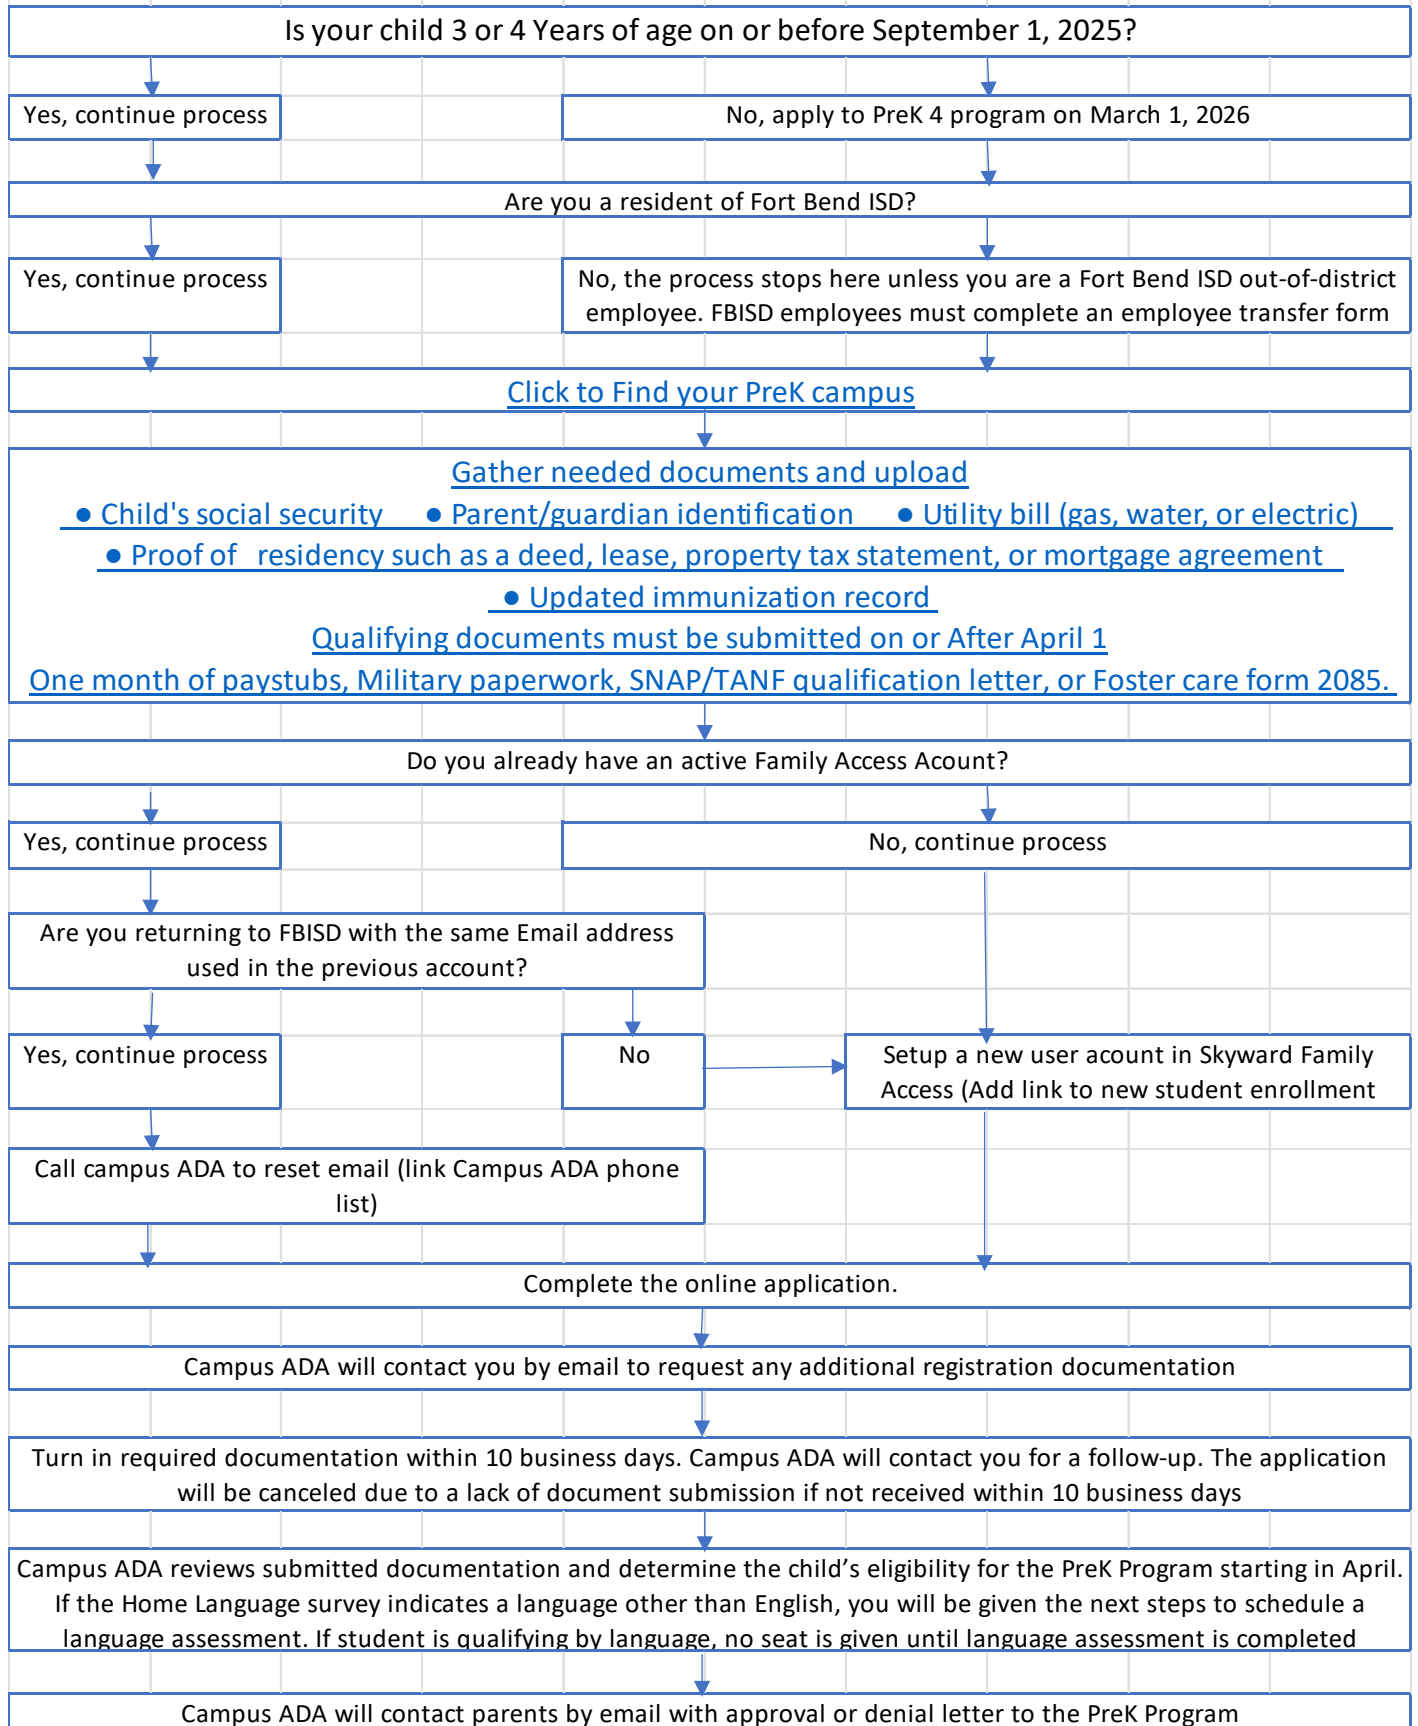 Is your child 3 or 4 Years of age on or before September 1, 2025?
Yes, continue process
No, apply to PreK 4 program on March 1, 2026
Are you a resident of Fort Bend ISD?
Yes, continue process
No, the process stops here unless you are a Fort Bend ISD out-of-district
employee. FBISD employees must complete an employee transfer form
Click to Find your PreK campus
Gather needed documents and upload
● Child's social security ● Parent/guardian identification ● Utility bill (gas, water, or electric)
● Proof of residency such as a deed, lease, property tax statement, or mortgage agreement
● Updated immunization record
Qualifying documents must be submitted on or After April 1
One month of paystubs, Military paperwork, SNAP/TANF qualification letter, or Foster care form 2085.
Do you already have an active Family Access Acount?
Yes, continue process
No, continue process
Are you returning to FBISD with the same Email address
used in the previous account?
Yes, continue process
No
Setup a new user acount in Skyward Family
Access (Add link to new student enrollment
Call campus ADA to reset email (link Campus ADA phone
list)
Complete the online application.
Campus ADA will contact you by email to request any additional registration documentation
Turn in required documentation within 10 business days. Campus ADA will contact you for a follow-up. The application
will be canceled due to a lack of document submission if not received within 10 business days
Campus ADA reviews submitted documentation and determine the child’s eligibility for the PreK Program starting in April.
If the Home Language survey indicates a language other than English, you will be given the next steps to schedule a
language assessment. If student is qualifying by language, no seat is given until language assessment is completed
Campus ADA will contact parents by email with approval or denial letter to the PreK Program